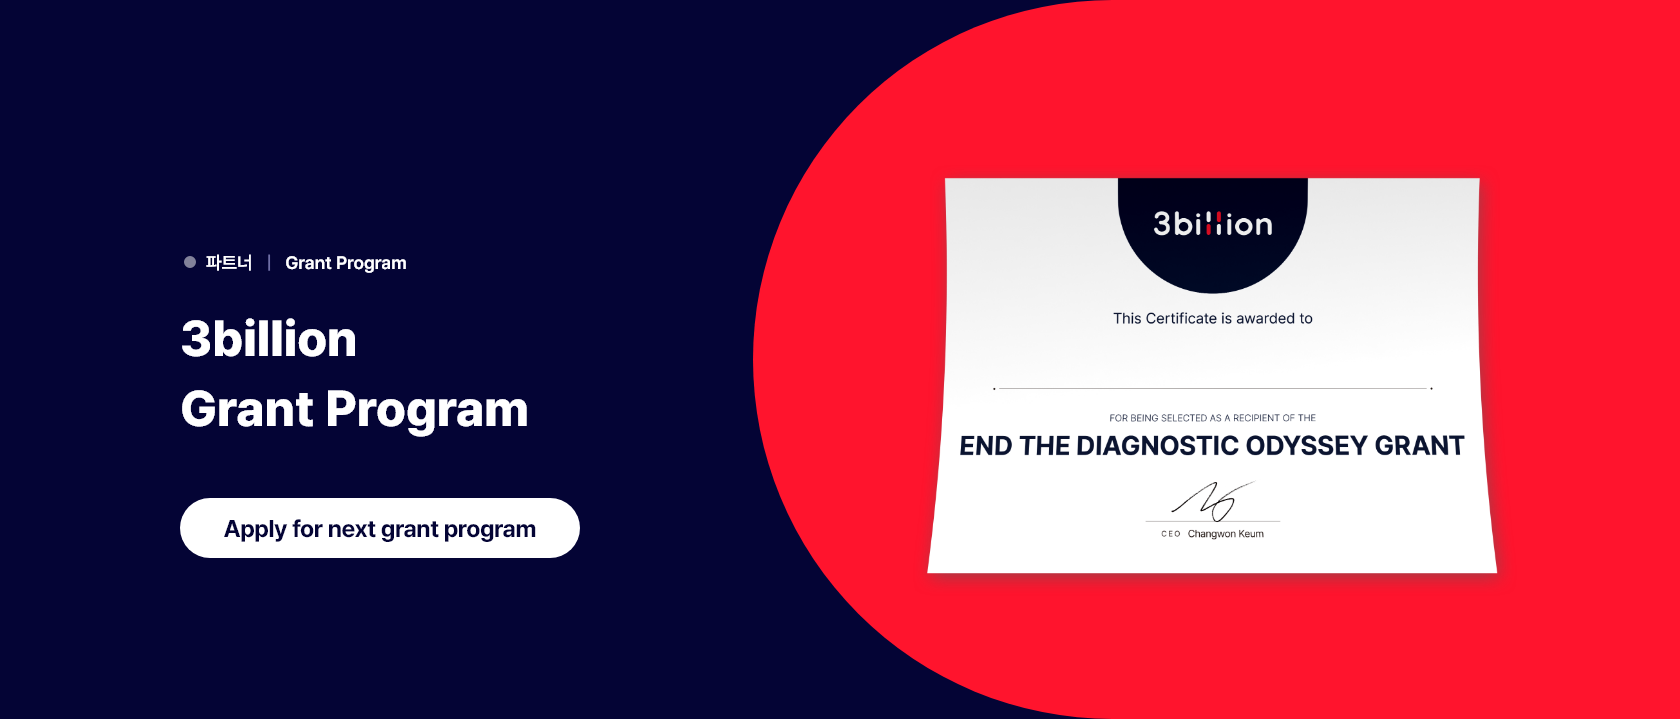 파트너 | Grant Program
3billion
Grant Program
Apply for next grant program
3billion
This Certificate is awarded to
FOR BEING SELECTED AS A RECIPIENT OF THE
END THE DIAGNOSTIC ODYSSEY GRANT
CEO Changwon Keum